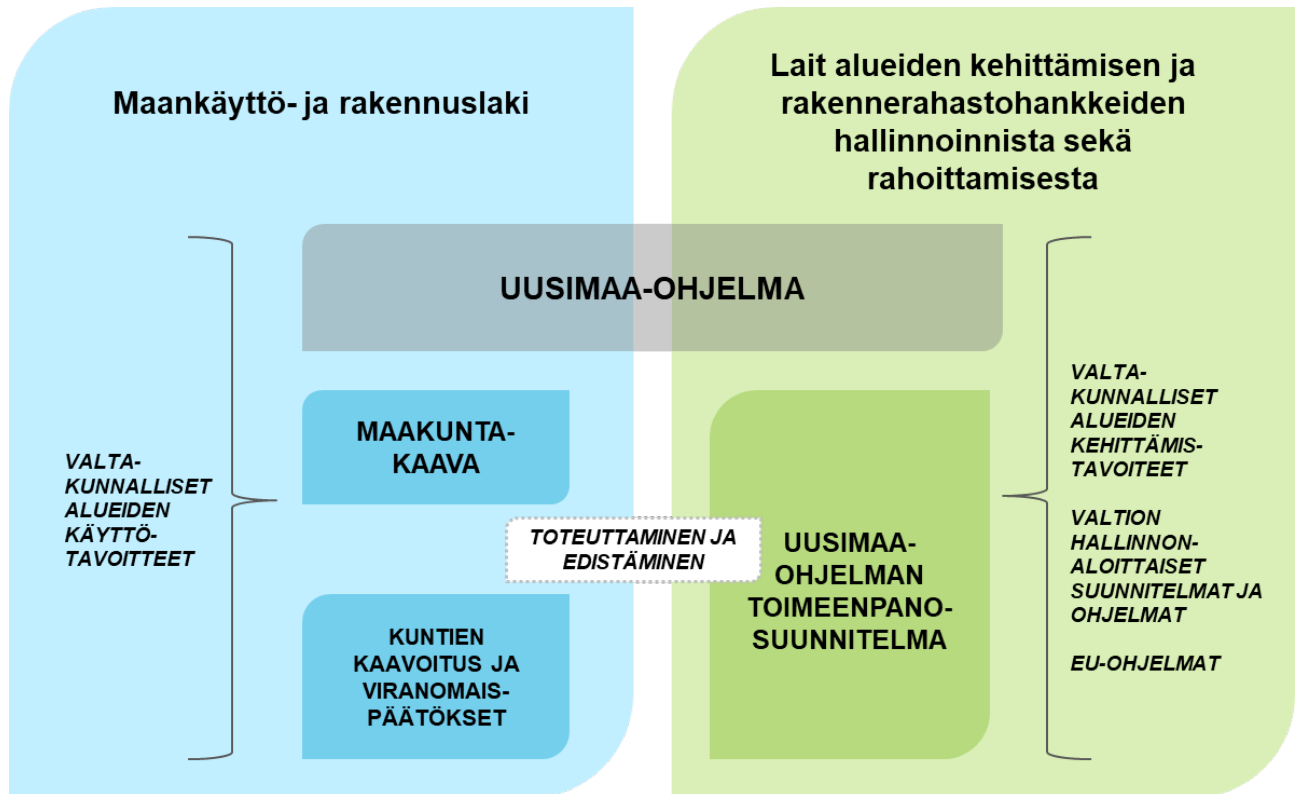 Maankäyttö- ja rakennuslaki
Lait alueiden kehittämisen ja
rakennerahastohankkeiden
hallinnoinnista sekä
rahoittamisesta
UUSIMAA-OHJELMA
VALTA-
KUNNALLISET
ALUEIDEN
KÄYTTÖ-
TAVOITTEET
MAAKUNTA-
KAAVA
KUNTIEN
KAAVOITUS JA
VIRANOMAIS-
PÄÄTÖKSET
TOTEUTTAMINEN JA
EDISTÄMINEN
UUSIMAA-
OHJELMAN
TOIMEENPANO-
SUUNNITELMA
VALTA-
KUNNALLISET
ALUEIDEN
KEHITTÄMIS-
TAVOITEET
VALTION
HALLINNON-
ALOITTAISET
SUUNNITELMAT JA
OHJELMAT
EU-OHJELMAT